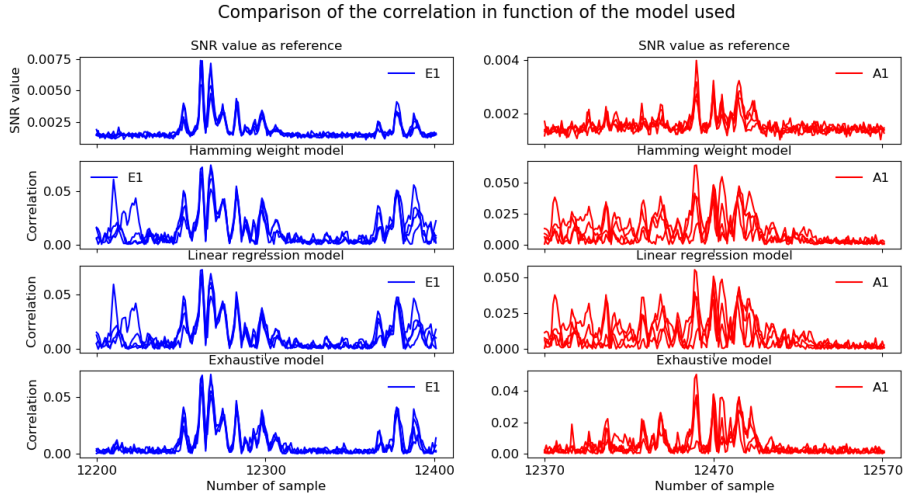 Comparison of the correlation in function of the model used
SNR value as reference
SNR value
0.0075
0.0050
0.0025
E1
SNR value as reference
0.004
0.002
A1
Hamming weight model
Correlation
0.05
0.00
E1
Hamming weight model
0.050
0.025
0.000
A1
Linear regression model
Correlation
0.05
0.00
E1
Linear regression model
0.050
0.025
0.000
A1
Exhaustive model
Correlation
0.05
0.00
E1
12200
12300
12400
Number of sample
Exhaustive model
0.04
0.02
0.00
A1
12370
12470
12570
Number of sample